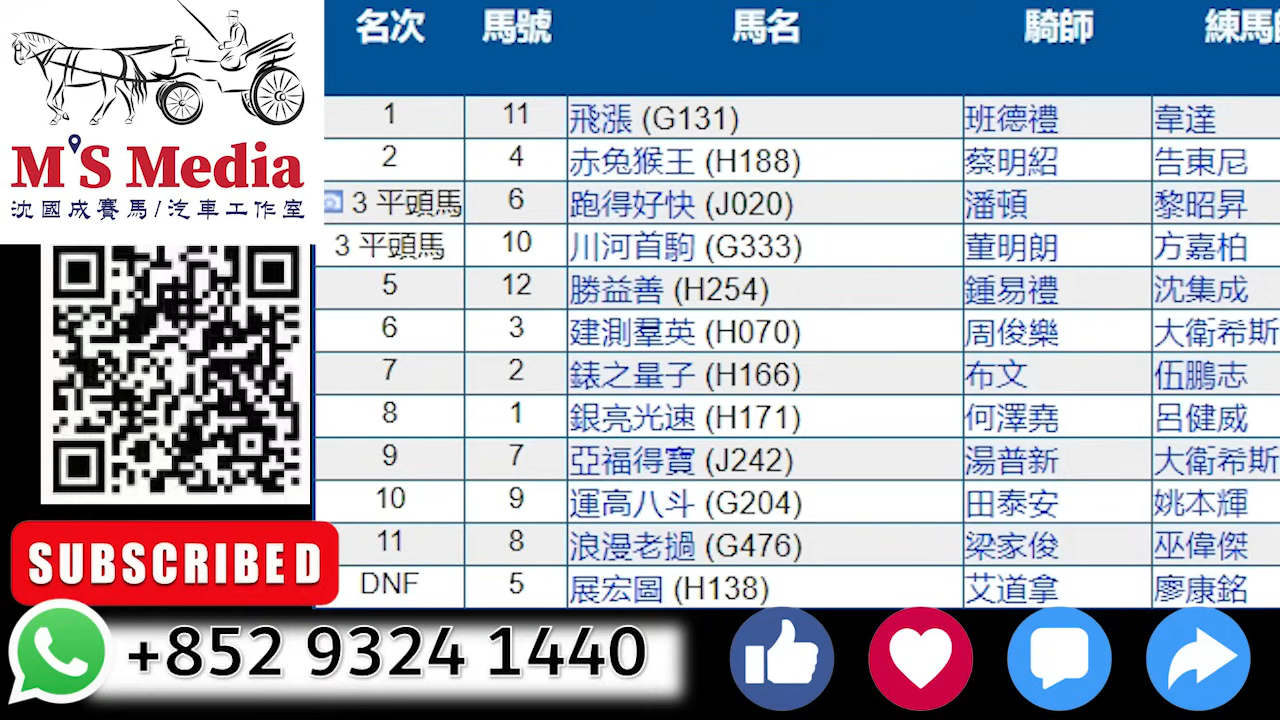 名次 馬號 馬名 騎師 練馬師
M'S Media
沈國成賽馬/汽車工作室
1 11 飛漲 (G131) 班德禮 韋達
2 4 赤兔猴王 (H188) 蔡明紹 告東尼
3 平頭馬 6 跑得好快 (J020) 潘頓 黎昭昇
3 平頭馬 10 川河首駒 (G333) 董明朗 方嘉柏
5 12 勝益善 (H254) 鍾易禮 沈集成
6 3 建測羣英 (H070) 周俊樂 大衛希斯
7 2 錶之量子 (H166) 布文 伍鵬志
8 1 銀亮光速 (H171) 何澤堯 呂健威
9 7 亞福得寶 (J242) 湯普新 大衛希斯
10 9 運高八斗 (G204) 田泰安 姚本輝
11 8 浪漫老撾 (G476) 梁家俊 巫偉傑
DNF 5 展宏圖 (H138) 艾道拿 廖康銘
SUBSCRIBED
+852 9324 1440